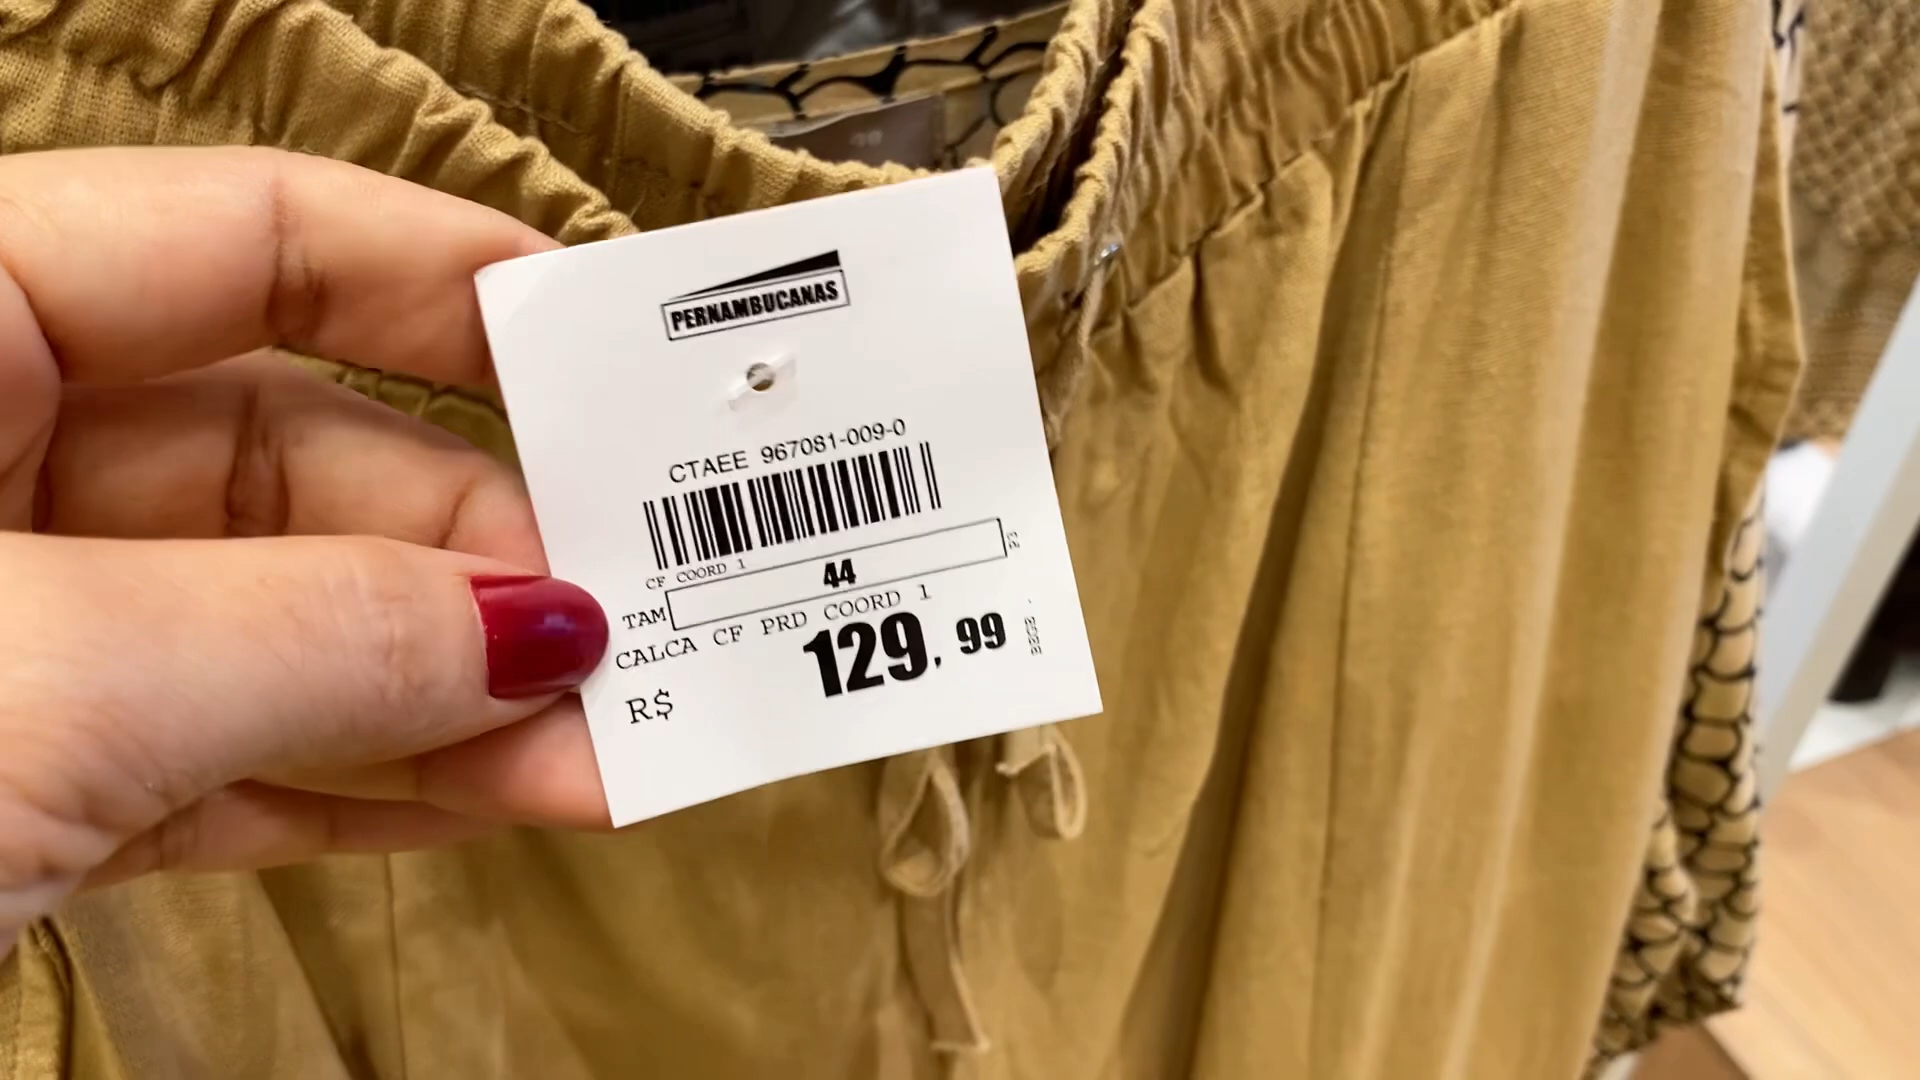 PERNAMBUCANAS
CTAEE 967081-009-0
CF COORD 1
TAM 44
CALCA CF PRD COORD 1
R$ 129,99